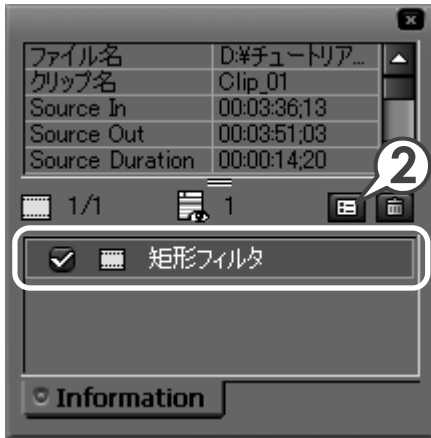 ファイル名 D:¥チュートリア...
クリップ名 Clip_01
Source In 00:03:36;13
Source Out 00:03:51;03
Source Duration 00:00:14;20
2
1/1 1
矩形フィルタ
Information